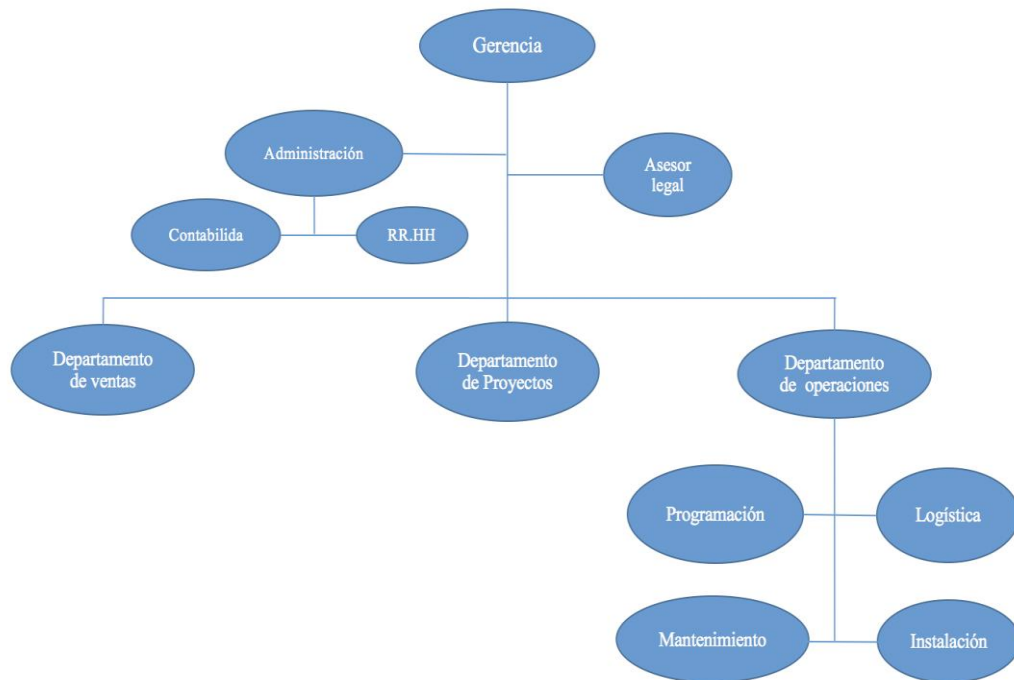 Gerencia
Administración
Asesor
legal
Contabilida
RR.HH
Departamento
de ventas
Departamento
de Proyectos
Departamento
de operaciones
Programación
Logística
Mantenimiento
Instalación